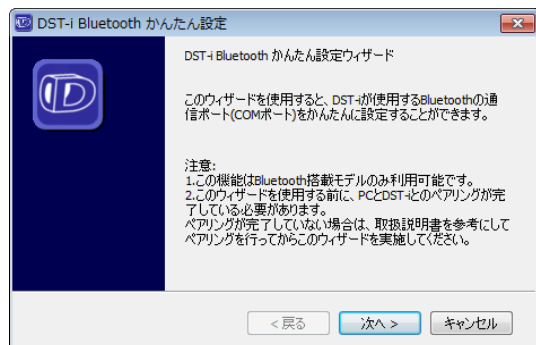 DST-i Bluetooth かんたん設定
DST-i Bluetooth かんたん設定ウィザード
このウィザードを使用すると、DST-iが使用するBluetoothの通
信ポート(COMポート)をかんたんに設定することができます。
注意:
1.この機能はBluetooth搭載モデルのみ利用可能です。
2.このウィザードを使用する前に、PCとDST-iとのペアリングが完
了している必要があります。
ペアリングが完了していない場合は、取扱説明書を参考にして
ペアリングを行ってからこのウィザードを実施してください。
< 戻る 次へ > キャンセル